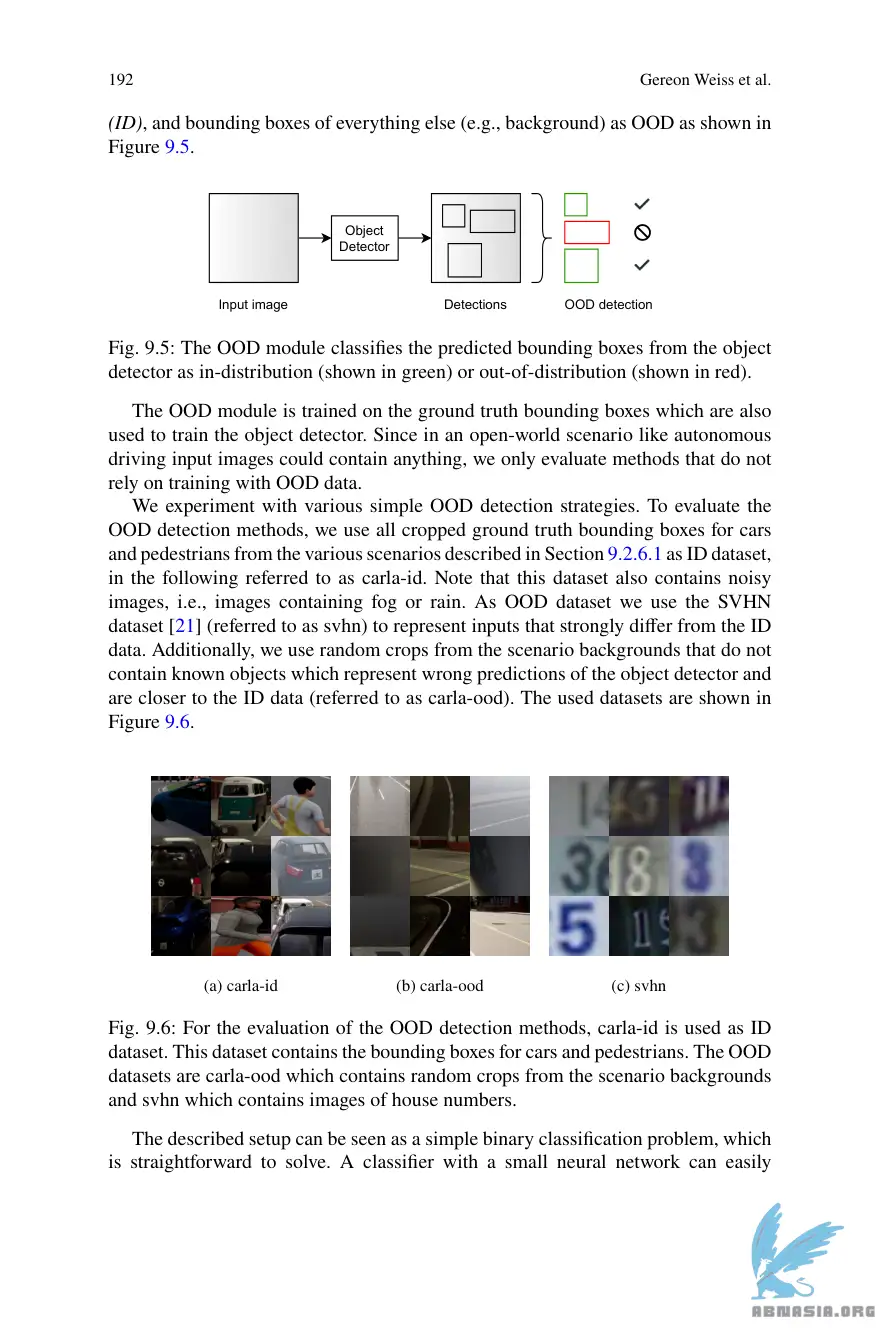 192
Gereon Weiss et al.
(ID), and bounding boxes of everything else (e.g., background) as OOD as shown in
Figure 9.5.
Object
Detector
Input image
Detections
OOD detection
Fig. 9.5: The OOD module classifies the predicted bounding boxes from the object
detector as in-distribution (shown in green) or out-of-distribution (shown in red).
The OOD module is trained on the ground truth bounding boxes which are also
used to train the object detector. Since in an open-world scenario like autonomous
driving input images could contain anything, we only evaluate methods that do not
rely on training with OOD data.
We experiment with various simple OOD detection strategies. To evaluate the
OOD detection methods, we use all cropped ground truth bounding boxes for cars
and pedestrians from the various scenarios described in Section 9.2.6.1 as ID dataset,
in the following referred to as carla-id. Note that this dataset also contains noisy
images, i.e., images containing fog or rain. As OOD dataset we use the SVHN
dataset [21] (referred to as svhn) to represent inputs that strongly differ from the ID
data. Additionally, we use random crops from the scenario backgrounds that do not
contain known objects which represent wrong predictions of the object detector and
are closer to the ID data (referred to as carla-ood). The used datasets are shown in
Figure 9.6.
3
18
3
5
(a) carla-id
(b) carla-ood
(c) svhn
Fig. 9.6: For the evaluation of the OOD detection methods, carla-id is used as ID
dataset. This dataset contains the bounding boxes for cars and pedestrians. The OOD
datasets are carla-ood which contains random crops from the scenario backgrounds
and svhn which contains images of house numbers.
The described setup can be seen as a simple binary classification problem, which
is straightforward to solve. A classifier with a small neural network can easily
ABNASIA.ORG